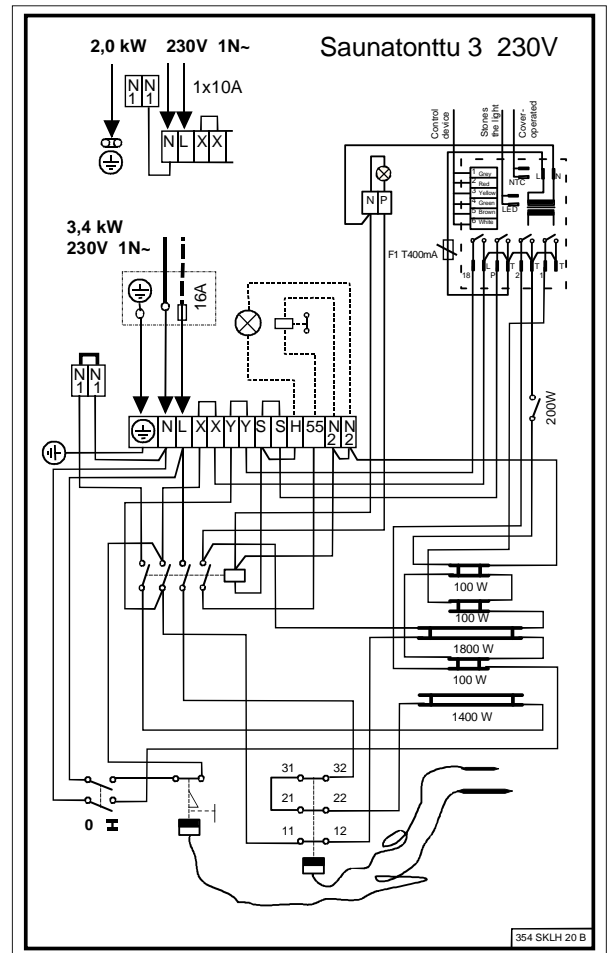 Saunatonttu 3 230V
2,0 kW 230V 1N~
1x10A
N 1 N 1
N L X X
Control device
Stones the light
Cover-operated
1 Grey
2 Red
3 Yellow
4 Green
5 Brown
6 White
NTC
LED
L N
N P
F1 T400mA
18 L P T 2 T 1 T
3,4 kW
230V 1N~
16A
N 1 N 1
N L X X Y Y S S H 55 N 2 N 2
200W
100 W
100 W
1800 W
100 W
1400 W
31 32
21 22
11 12
0 I
354 SKLH 20 B